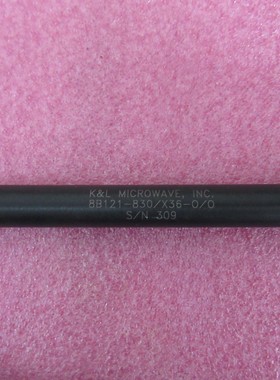 K&L MICROWAVE, INC.
8B121-830/X36-O/O
S/N 309